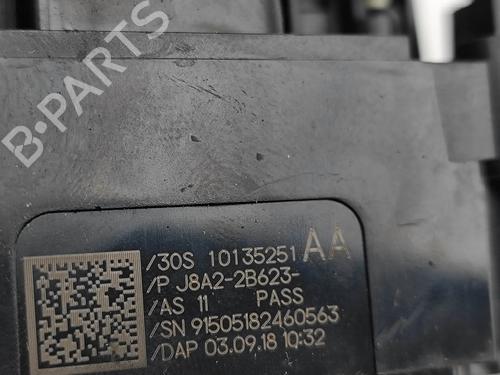 B-PARTS
/30S 10135251 AA
/P J8A2-2B623-
/AS 11 PASS
/SN 91505182460563
/DAP 03.09.18 10:32